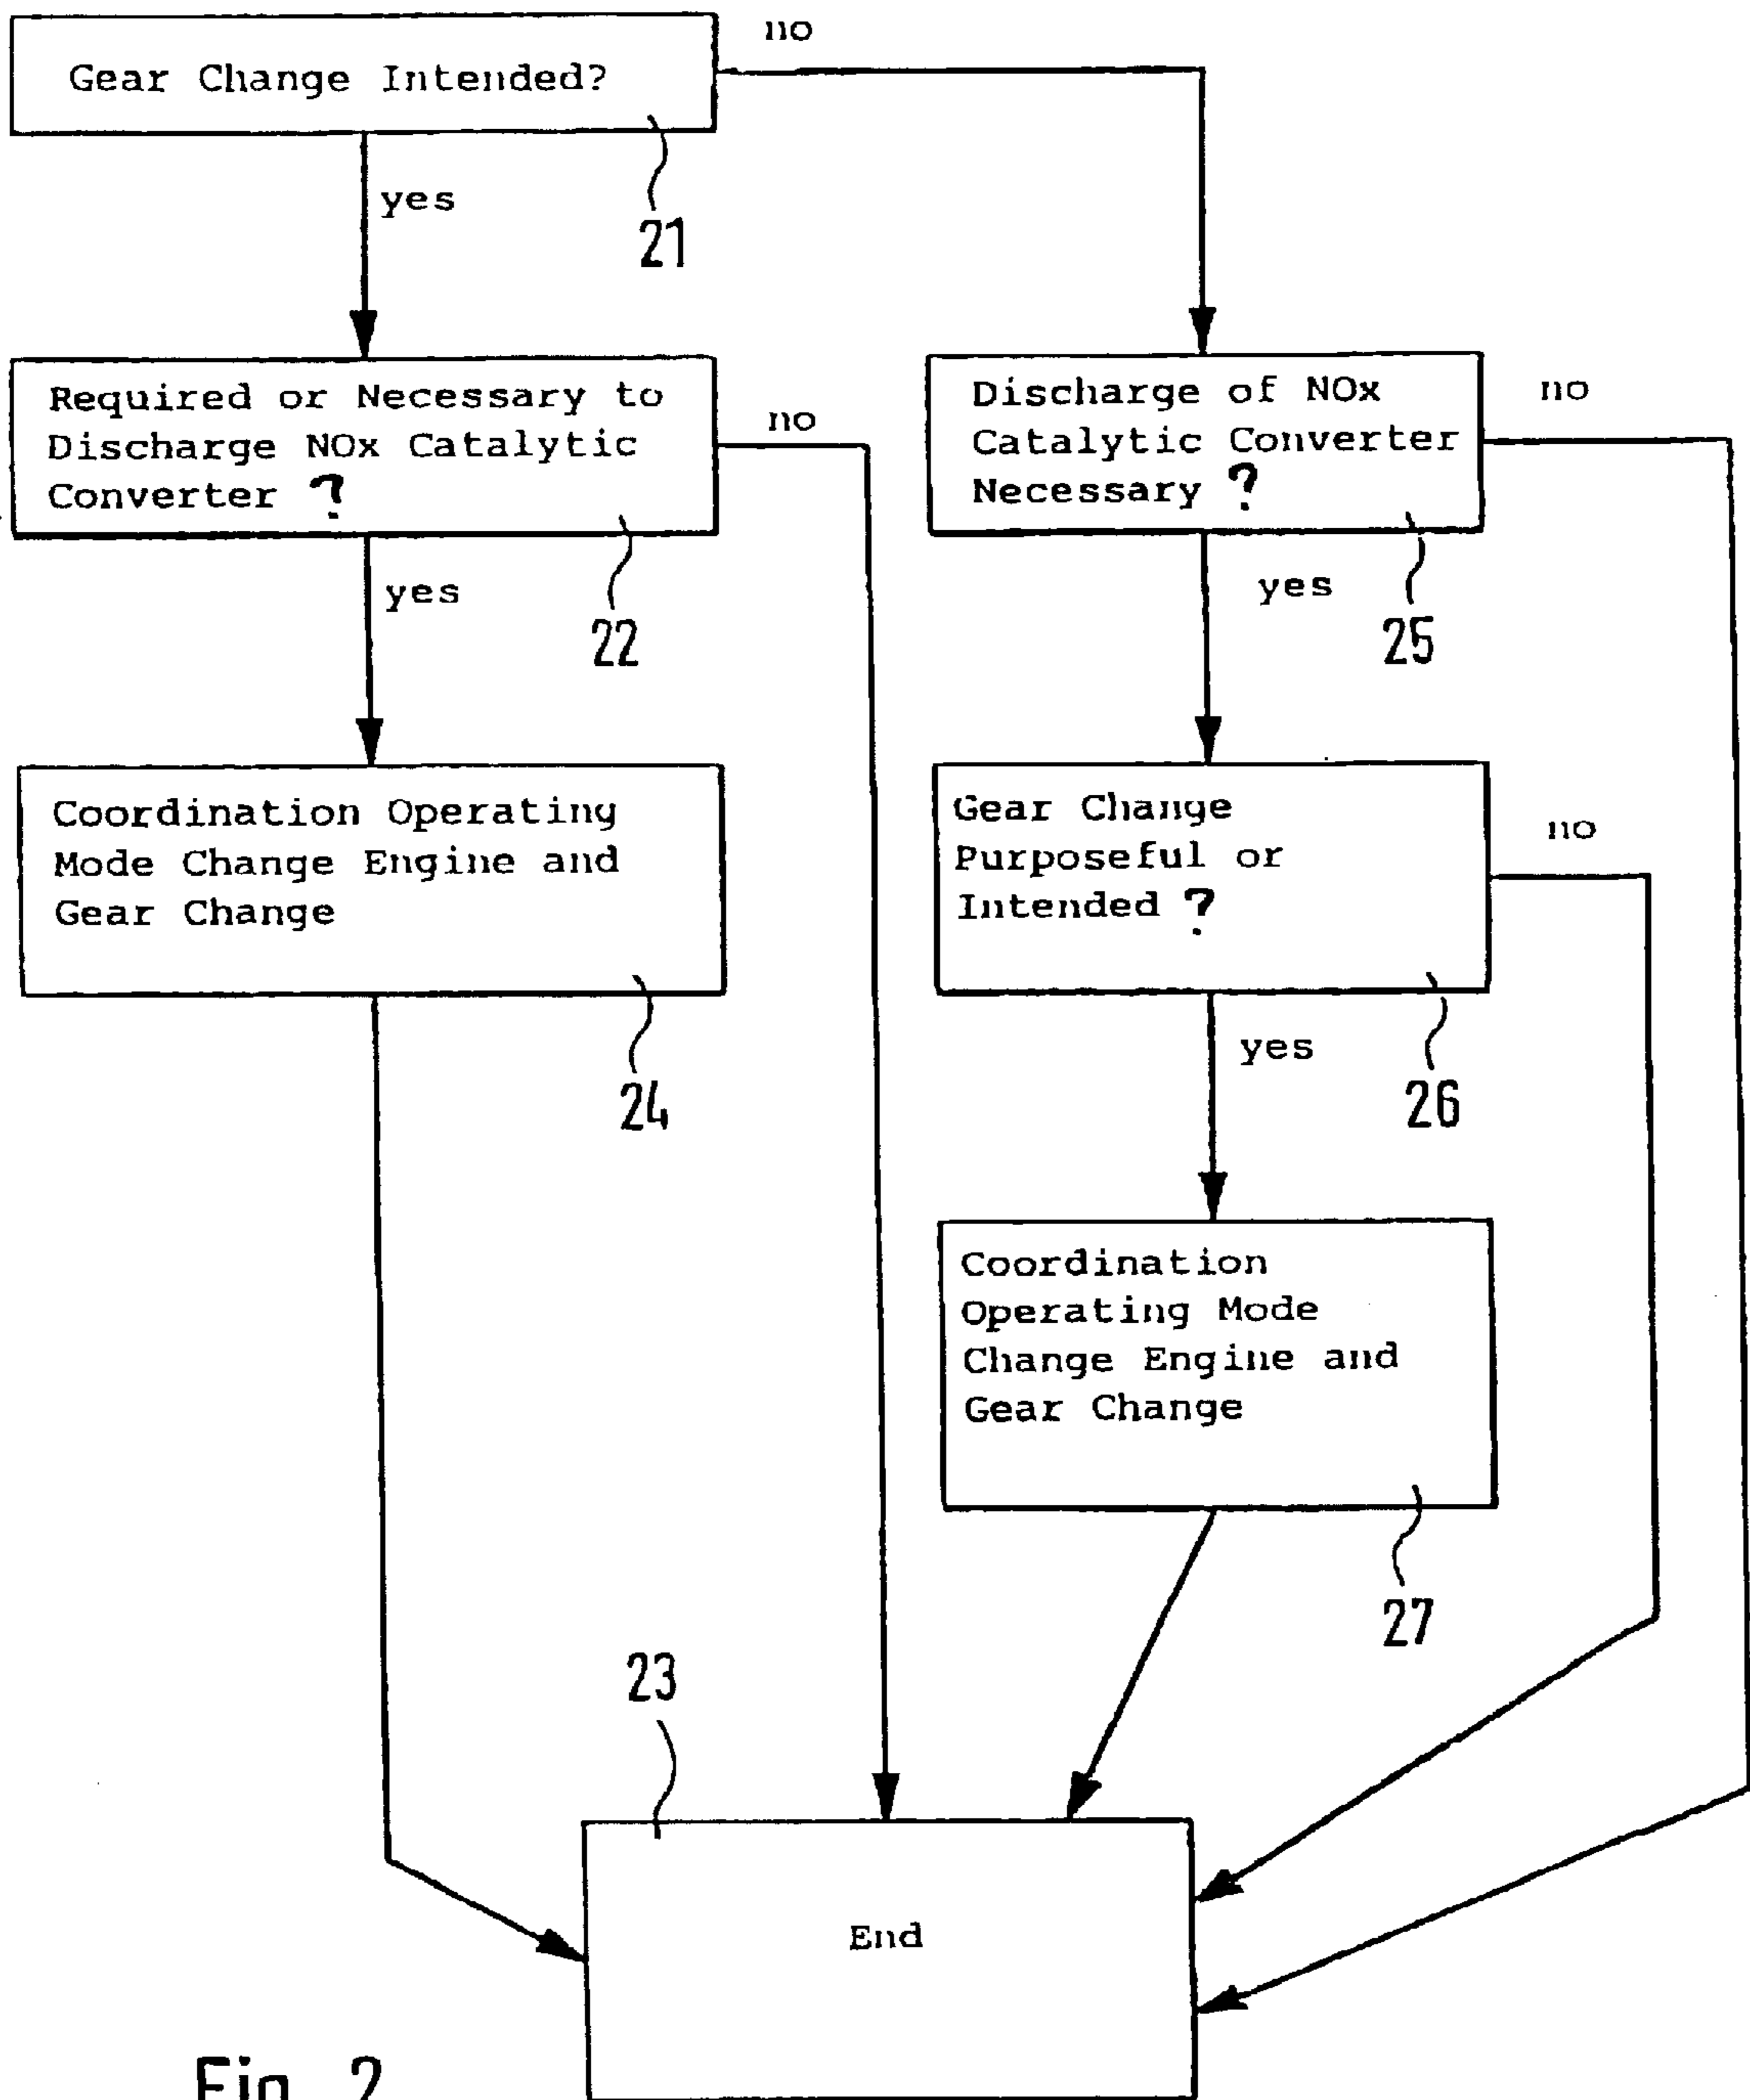 Gear Change Intended?
no
yes
21
Required or Necessary to
Discharge NOx Catalytic
Converter ?
no
yes
22
Discharge of NOx
Catalytic Converter
Necessary ?
no
yes
25
Coordination Operating
Mode Change Engine and
Gear Change
24
Gear Change
Purposeful or
Intended ?
no
yes
26
Coordination
Operating Mode
Change Engine and
Gear Change
27
23
End
Fig. 2